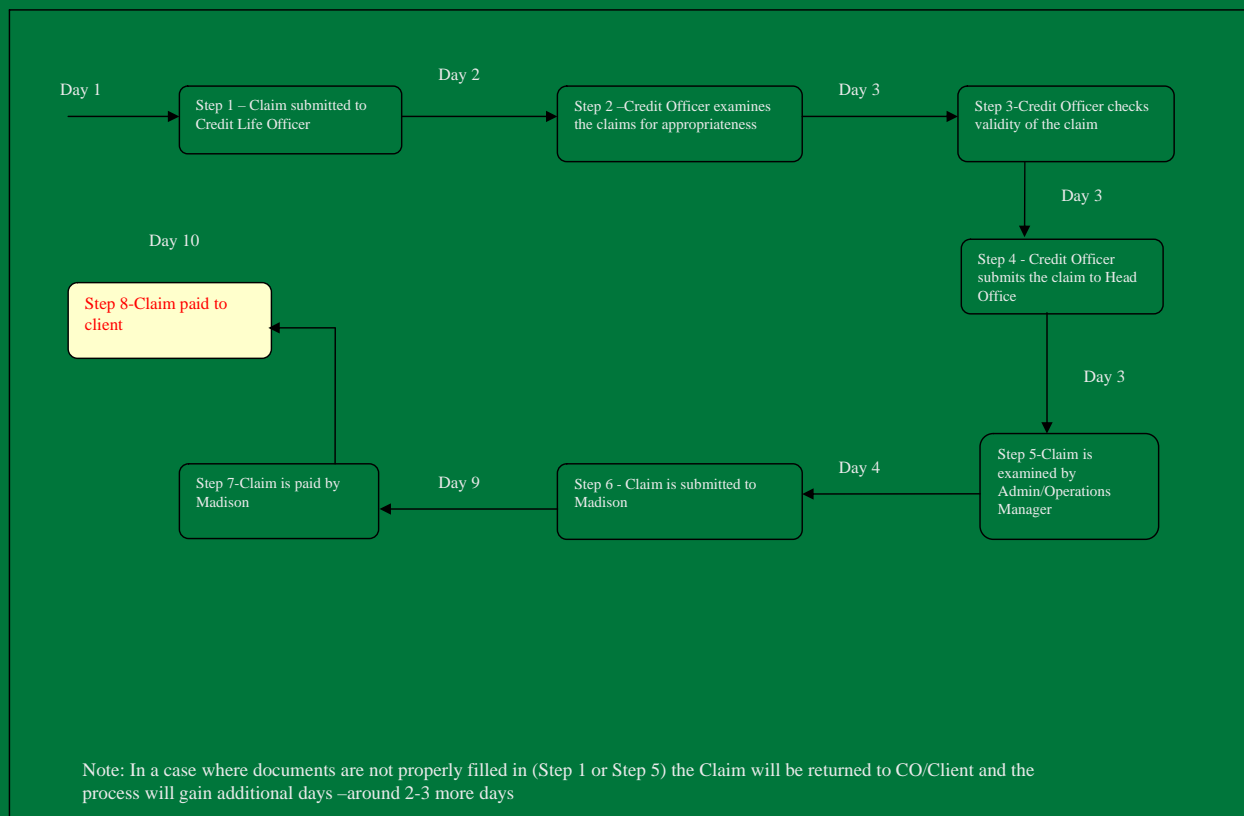 Day 1
Step 1 – Claim submitted to
Credit Life Officer
Day 2
Step 2 –Credit Officer examines
the claims for appropriateness
Day 3
Step 3-Credit Officer checks
validity of the claim
Day 3
Step 4 - Credit Officer
submits the claim to Head
Office
Day 3
Step 5-Claim is
examined by
Admin/Operations
Manager
Day 4
Step 6 - Claim is submitted to
Madison
Day 9
Step 7-Claim is paid by
Madison
Day 10
Step 8-Claim paid to
client
Note: In a case where documents are not properly filled in (Step 1 or Step 5) the Claim will be returned to CO/Client and the
process will gain additional days –around 2-3 more days